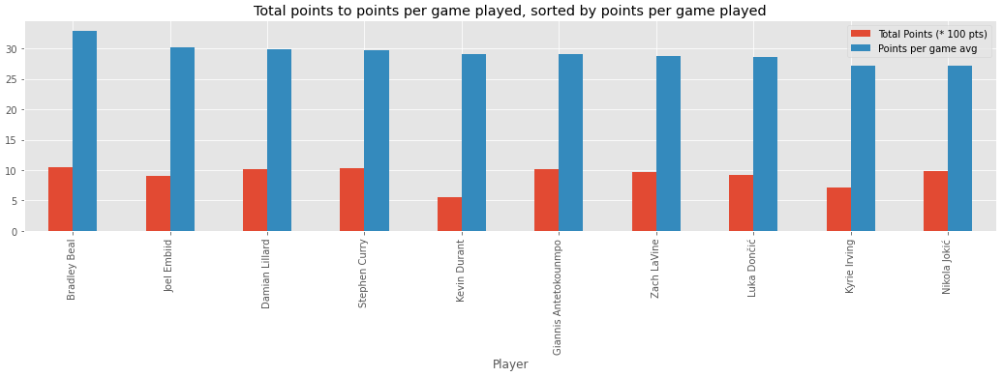 Total points to points per game played, sorted by points per game played
Total Points (* 100 pts)
Points per game avg
30
25
20
15
10
5
0
Bradley Beal
Joel Embiid
Damian Lillard
Stephen Curry
Kevin Durant
Giannis Antetokounmpo
Zach LaVine
Luka Dončić
Kyrie Irving
Nikola Jokić
Player